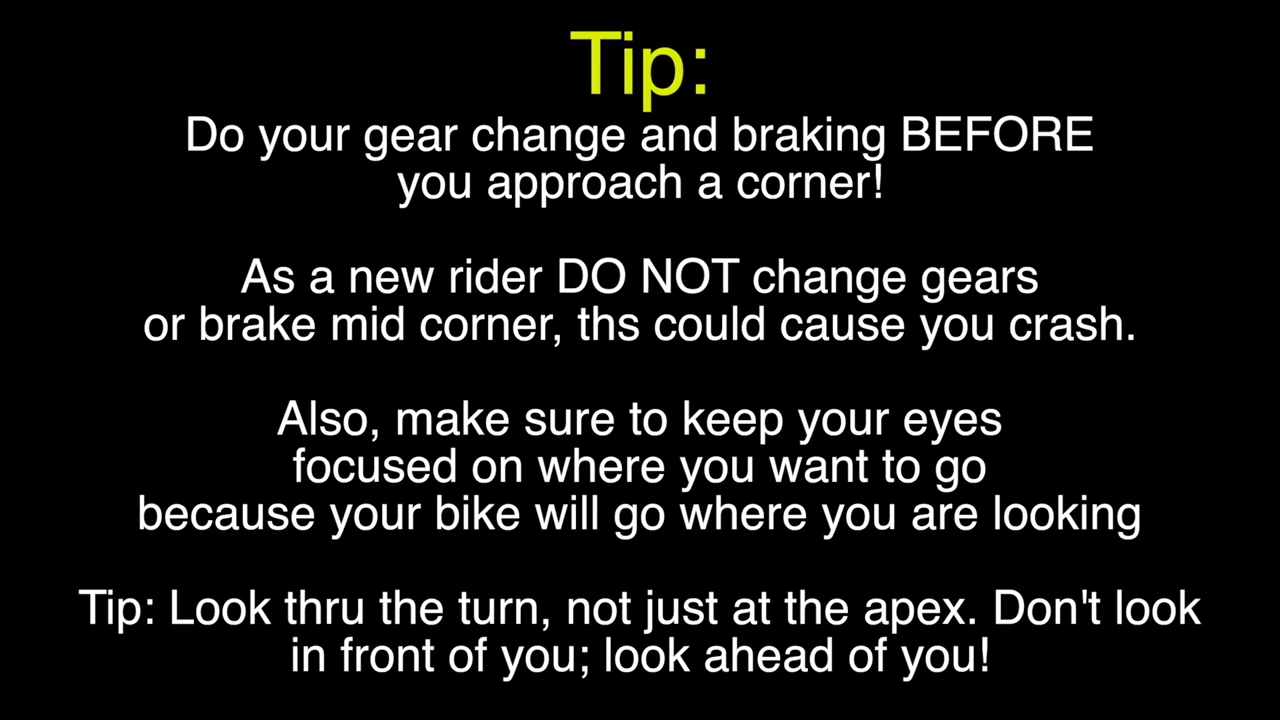 Tip:
Do your gear change and braking BEFORE
you approach a corner!
As a new rider DO NOT change gears
or brake mid corner, ths could cause you crash.
Also, make sure to keep your eyes
focused on where you want to go
because your bike will go where you are looking
Tip: Look thru the turn, not just at the apex. Don't look
in front of you; look ahead of you!